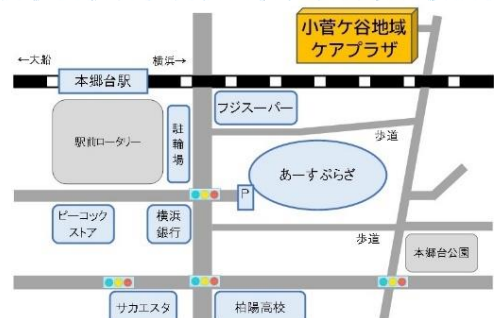 小菅ケ谷地域
ケアプラザ
←大船
横浜→
本郷台駅
フジスーパー
駐
輪
場
駅前ロータリー
歩道
あーすぷらざ
P
ピーコック
ストア
横浜
銀行
歩道
本郷台公園
サカエスタ
柏陽高校